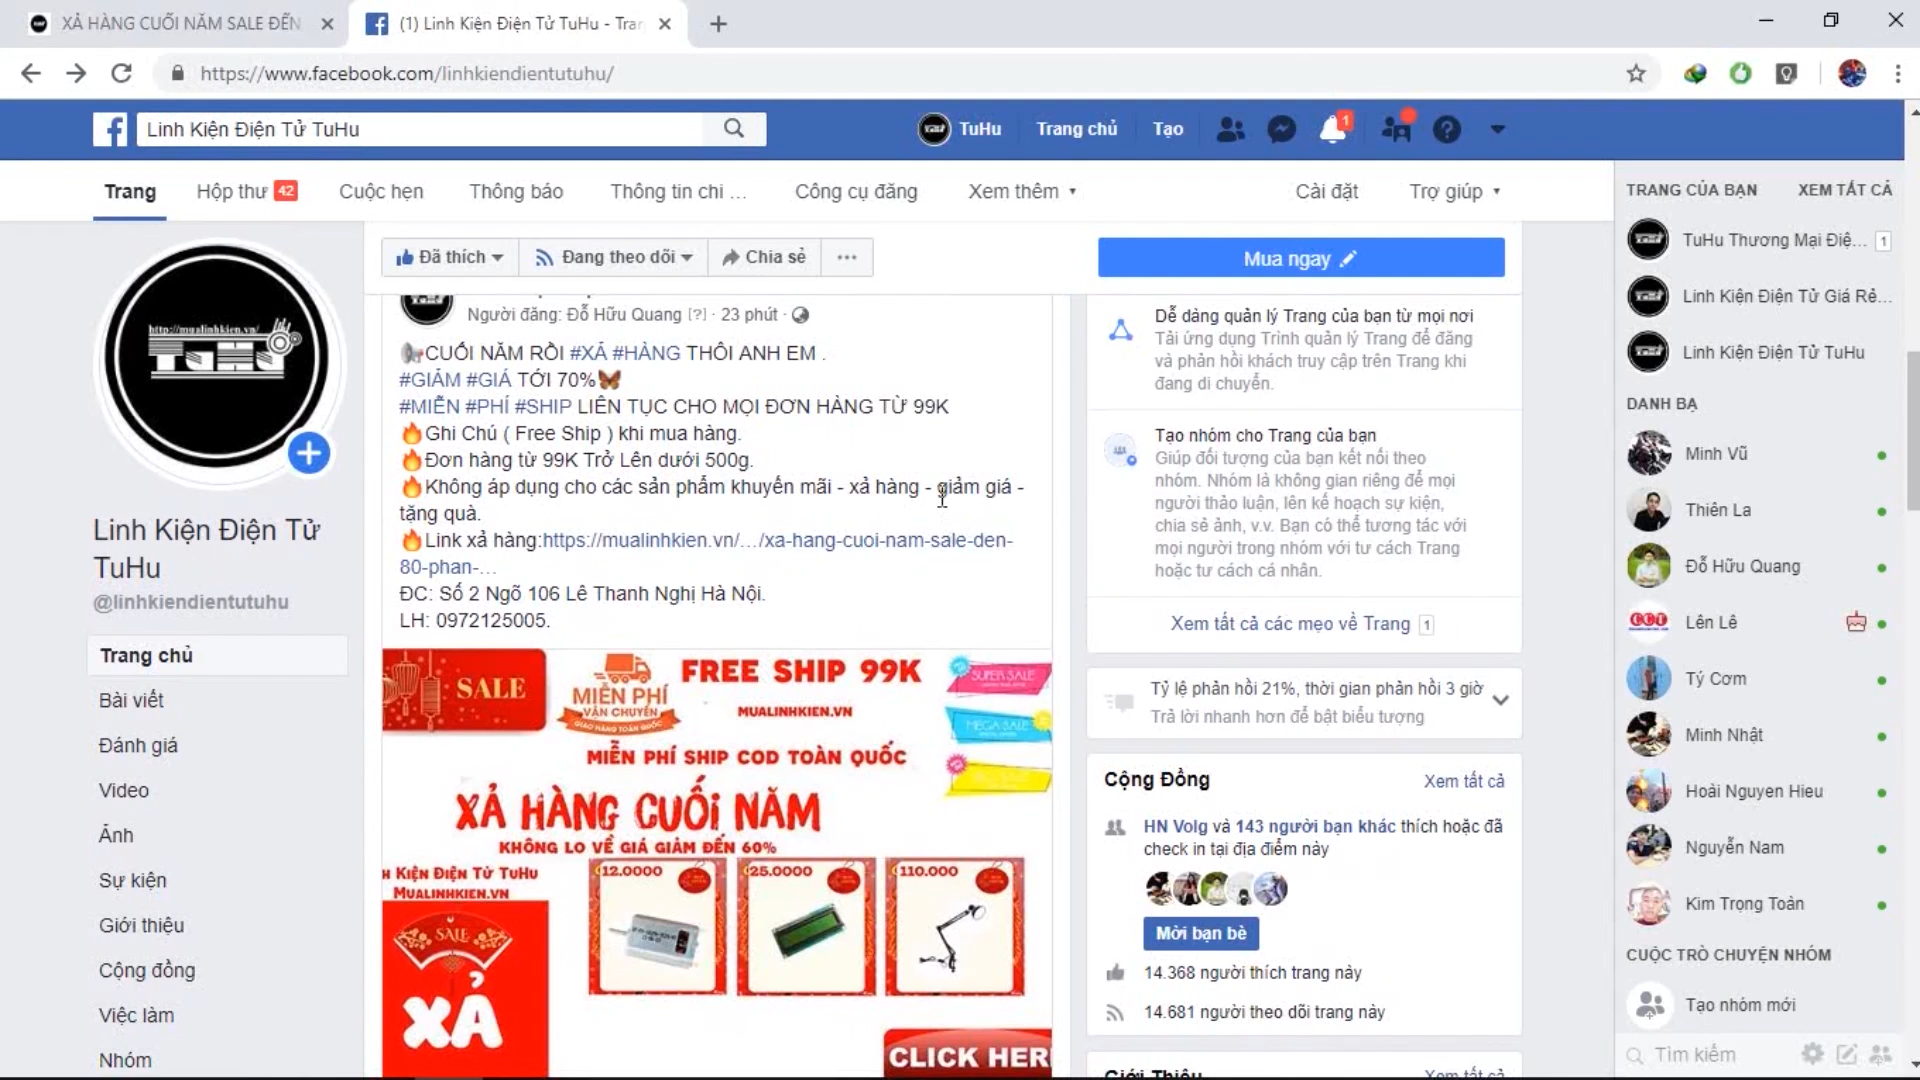 XẢ HÀNG CUỐI NĂM SALE ĐẾN
(1) Linh Kiện Điện Tử TuHu - Tran
https://www.facebook.com/linhkiendientutuhu/
Linh Kiện Điện Tử TuHu
TuHu
Trang chủ
Tạo
1
Trang
Hộp thư 42
Cuộc hẹn
Thông báo
Thông tin chi ...
Công cụ đăng
Xem thêm
Cài đặt
Trợ giúp
http://mualinhkien.vn/
TUHU
Linh Kiện Điện Tử
TuHu
@linhkiendientutuhu
Trang chủ
Bài viết
Đánh giá
Video
Ảnh
Sự kiện
Giới thiệu
Cộng đồng
Việc làm
Nhóm
Đã thích
Đang theo dõi
Chia sẻ
Mua ngay
Người đăng: Đỗ Hữu Quang [?] · 23 phút ·
CUỐI NĂM RỒI #XẢ #HÀNG THÔI ANH EM .
#GIẢM #GIÁ TỚI 70%
#MIỄN #PHÍ #SHIP LIÊN TỤC CHO MỌI ĐƠN HÀNG TỪ 99K
Ghi Chú ( Free Ship ) khi mua hàng.
Đơn hàng từ 99K Trở Lên dưới 500g.
Không áp dụng cho các sản phẩm khuyến mãi - xả hàng - giảm giá -
tặng quà.
Link xả hàng:https://mualinhkien.vn/…/xa-hang-cuoi-nam-sale-den-
80-phan-…
ĐC: Số 2 Ngõ 106 Lê Thanh Nghị Hà Nội.
LH: 0972125005.
SALE
MIỄN PHÍ
VẬN CHUYỂN
GIAO HÀNG TOÀN QUỐC
FREE SHIP 99K
MUALINHKIEN.VN
SUPER SALE
MEGA SALE
MIỄN PHÍ SHIP COD TOÀN QUỐC
XẢ HÀNG CUỐI NĂM
KHÔNG LO VỀ GIÁ GIẢM ĐẾN 60%
H KIỆN ĐIỆN TỬ TUHU
MUALINHKIEN.VN
12.0000
25.0000
110.000
SALE
XẢ
CLICK HER
Dễ dàng quản lý Trang của bạn từ mọi nơi
Tải ứng dụng Trình quản lý Trang để đăng
và phản hồi khách truy cập trên Trang khi
đang di chuyển.
Tạo nhóm cho Trang của bạn
Giúp đối tượng của bạn kết nối theo
nhóm. Nhóm là không gian riêng để mọi
người thảo luận, lên kế hoạch sự kiện,
chia sẻ ảnh, v.v. Bạn có thể tương tác với
mọi người trong nhóm với tư cách Trang
hoặc tư cách cá nhân.
Xem tất cả các mẹo về Trang 1
Tỷ lệ phản hồi 21%, thời gian phản hồi 3 giờ
Trả lời nhanh hơn để bật biểu tượng
Cộng Đồng
Xem tất cả
HN Volg và 143 người bạn khác thích hoặc đã
check in tại địa điểm này
Mời bạn bè
14.368 người thích trang này
14.681 người theo dõi trang này
Giới Thiệu
Xem tất cả
TRANG CỦA BẠN
XEM TẤT CẢ
TuHu Thương Mại Điệ... 1
Linh Kiện Điện Tử Giá Rẻ...
Linh Kiện Điện Tử TuHu
DANH BẠ
Minh Vũ
Thiên La
Đỗ Hữu Quang
Lên Lê
Tý Cơm
Minh Nhật
Hoài Nguyen Hieu
Nguyễn Nam
Kim Trọng Toản
CUỘC TRÒ CHUYỆN NHÓM
Tạo nhóm mới
Tìm kiếm